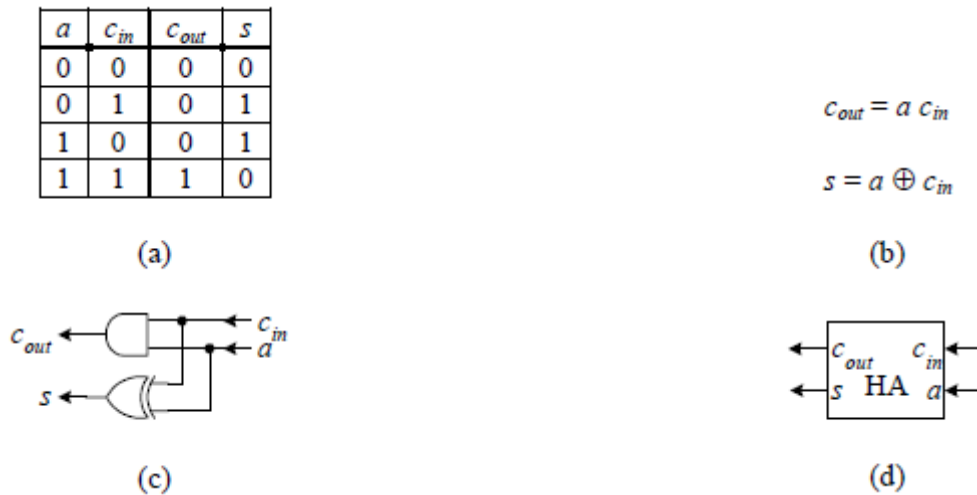 a c_in c_out s
0 0 0 0
0 1 0 1
1 0 0 1
1 1 1 0
(a)
c_out = a c_in
s = a ⊕ c_in
(b)
c_out
s
c_in
a
(c)
c_out c_in
s HA a
(d)